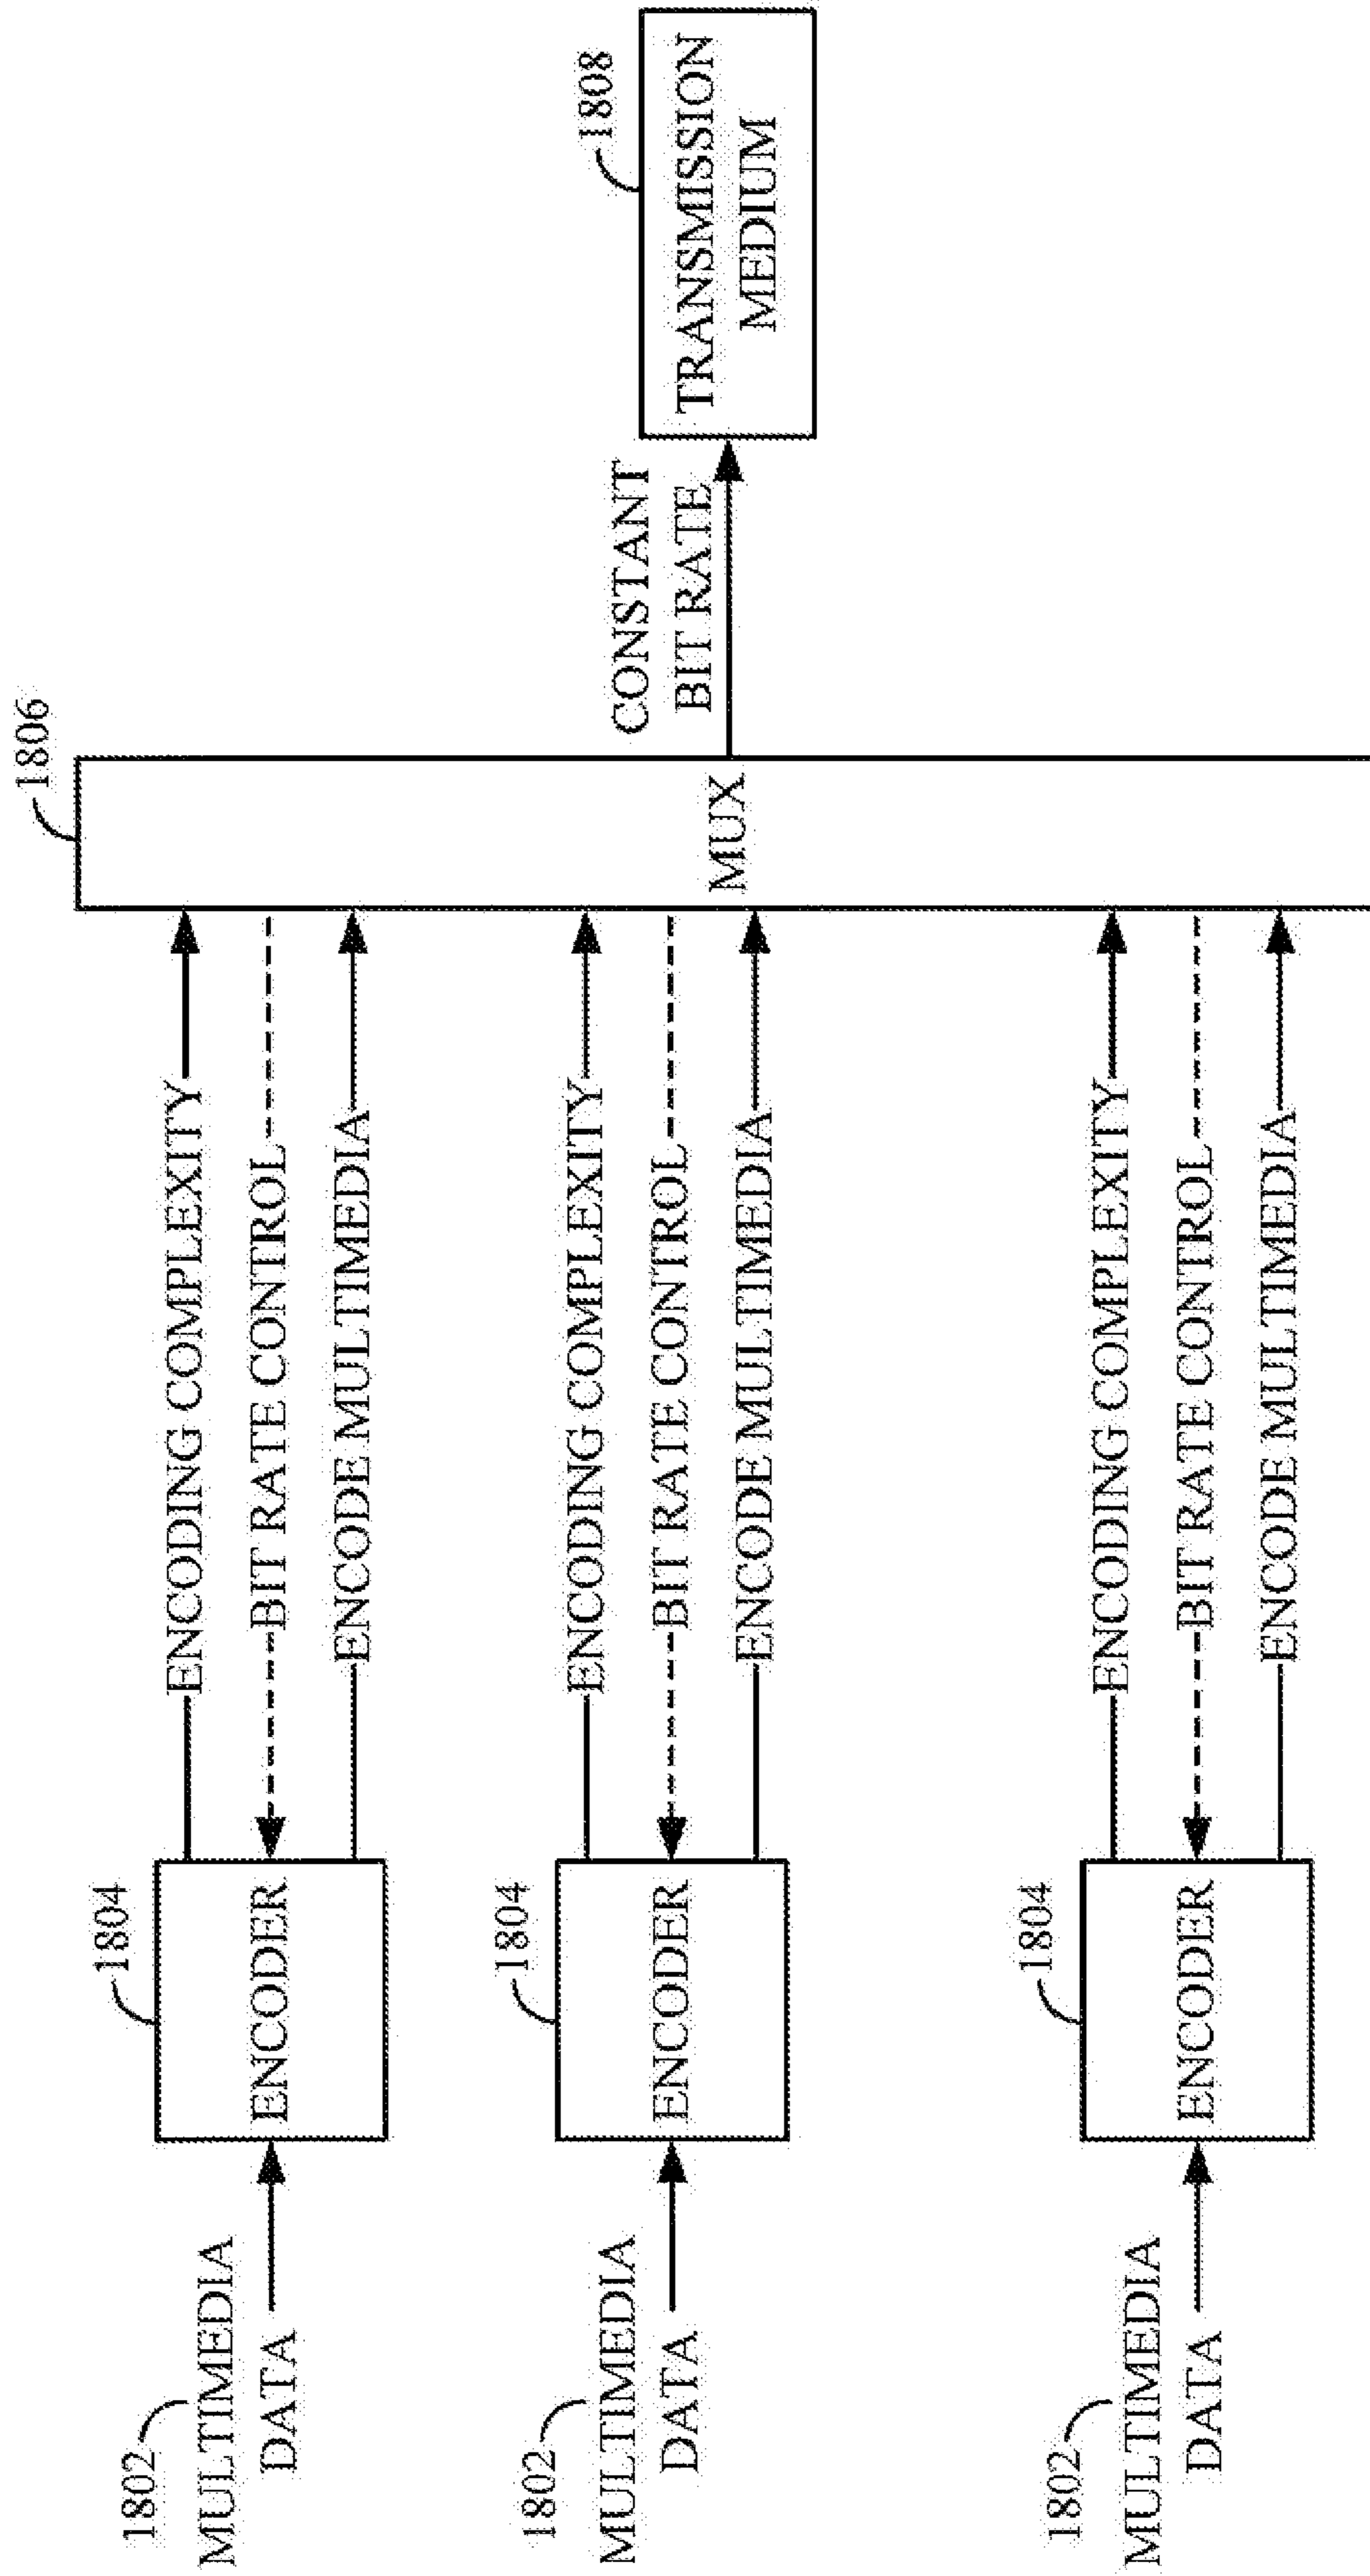 1802
MULTIMEDIA
DATA
1804
ENCODER
ENCODING COMPLEXITY
BIT RATE CONTROL
ENCODE MULTIMEDIA
1802
MULTIMEDIA
DATA
1804
ENCODER
ENCODING COMPLEXITY
BIT RATE CONTROL
ENCODE MULTIMEDIA
1802
MULTIMEDIA
DATA
1804
ENCODER
ENCODING COMPLEXITY
BIT RATE CONTROL
ENCODE MULTIMEDIA
1806
MUX
CONSTANT
BIT RATE
1808
TRANSMISSION
MEDIUM